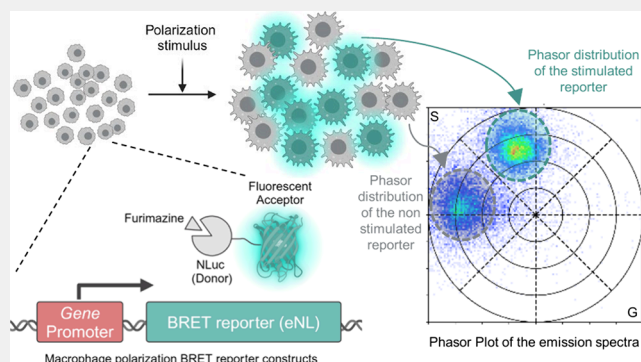 Polarization
stimulus
Phasor distribution
of the stimulated
reporter
S
Phasor
distribution
of the non
stimulated
reporter
Fluorescent
Acceptor
Furimazine
NLuc
(Donor)
Gene
Promoter
BRET reporter (eNL)
G
Phasor Plot of the emission spectra
Macrophage polarization BRET reporter constructs